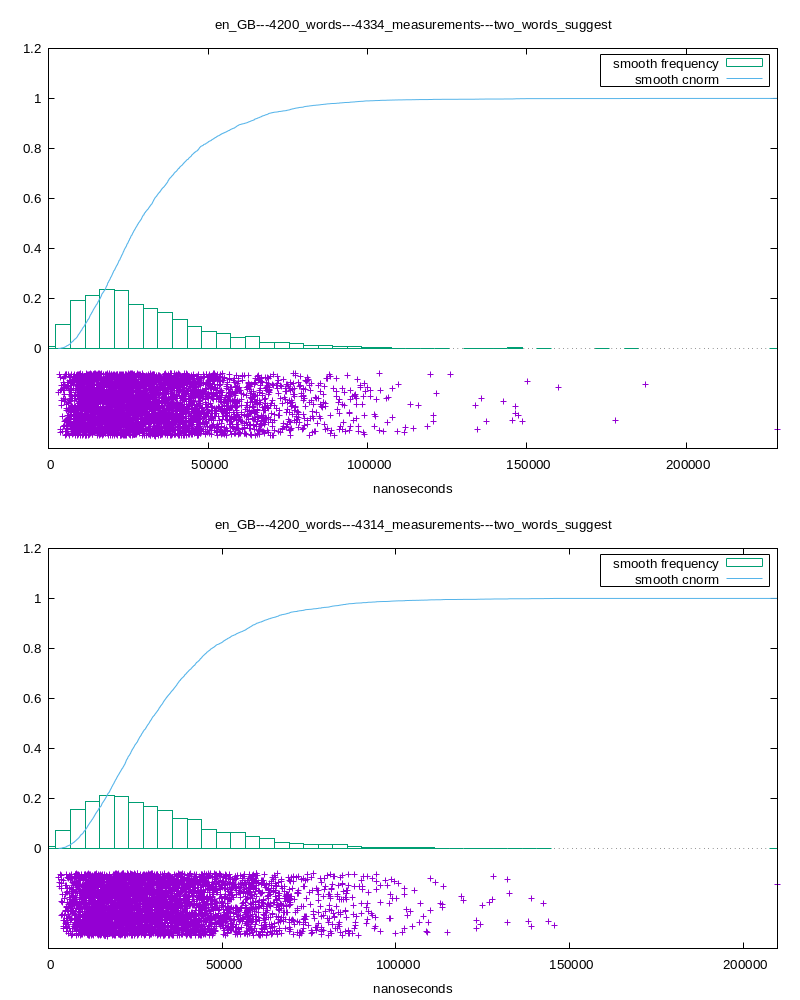 en_GB---4200_words---4334_measurements---two_words_suggest
1.2
smooth frequency
smooth cnorm
1
0.8
0.6
0.4
0.2
0
0 50000 100000 150000 200000
nanoseconds
en_GB---4200_words---4314_measurements---two_words_suggest
1.2
smooth frequency
smooth cnorm
1
0.8
0.6
0.4
0.2
0
0 50000 100000 150000 200000
nanoseconds